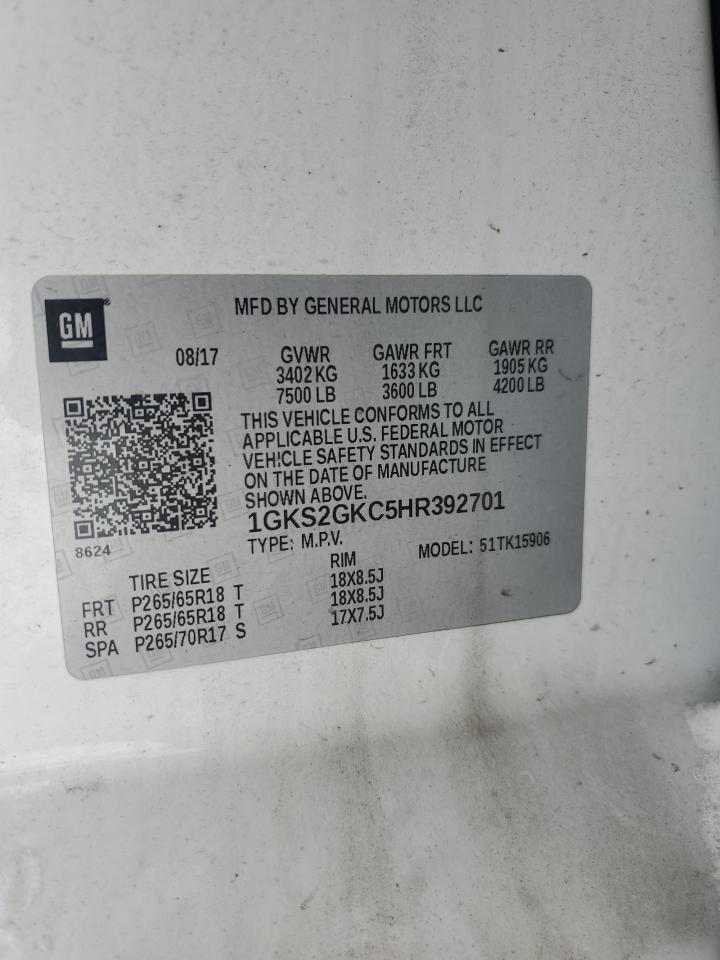 GM
MFD BY GENERAL MOTORS LLC
08/17 GVWR GAWR FRT GAWR RR
3402 KG 1633 KG 1905 KG
7500 LB 3600 LB 4200 LB
THIS VEHICLE CONFORMS TO ALL
APPLICABLE U.S. FEDERAL MOTOR
VEHICLE SAFETY STANDARDS IN EFFECT
ON THE DATE OF MANUFACTURE
SHOWN ABOVE.
1GKS2GKC5HR392701
8624
TYPE: M.P.V. MODEL: 51TK15906
TIRE SIZE RIM
FRT P265/65R18 T 18X8.5J
RR P265/65R18 T 18X8.5J
SPA P265/70R17 S 17X7.5J